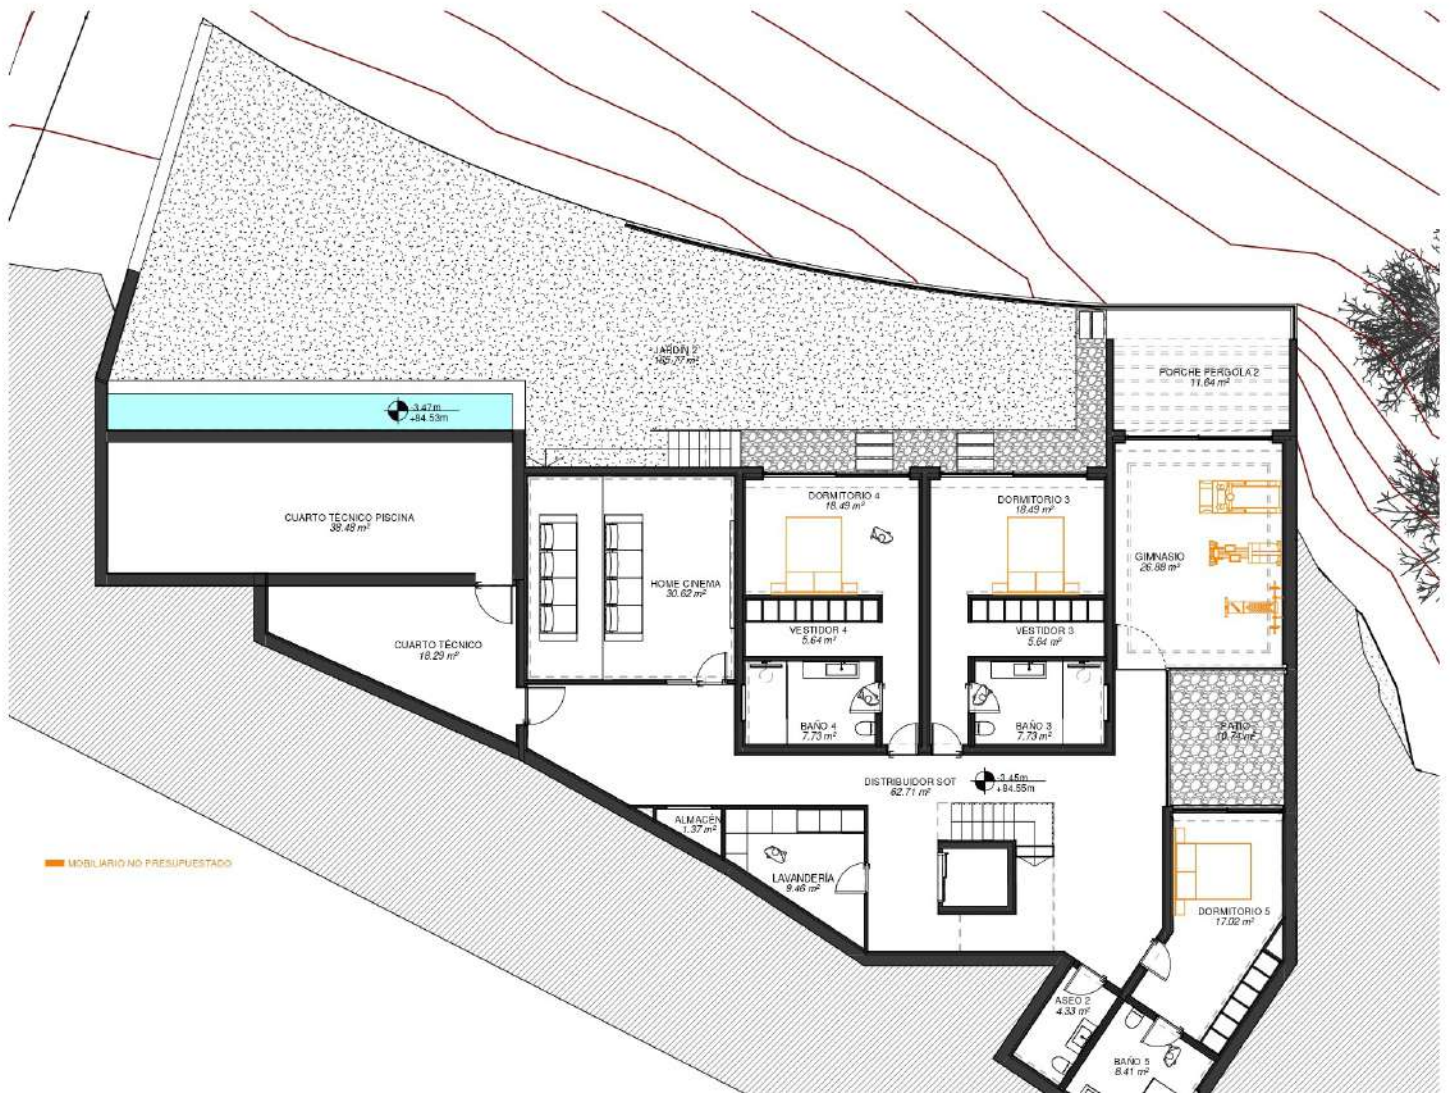 JARDÍN 2
165.77 m²
PORCHE PERGOLA 2
11.64 m²
-3.47m
+84.53m
CUARTO TÉCNICO PISCINA
38.48 m²
DORMITORIO 4
18.49 m²
DORMITORIO 3
18.49 m²
GIMNASIO
26.88 m²
HOME CINEMA
30.62 m²
CUARTO TÉCNICO
18.29 m²
VESTIDOR 4
5.64 m²
VESTIDOR 3
5.64 m²
BAÑO 4
7.73 m²
BAÑO 3
7.73 m²
PATIO
DISTRIBUIDOR SOT
62.71 m²
-3.45m
+84.55m
ALMACÉN
1.37 m²
LAVANDERÍA
9.46 m²
MOBILIARIO NO PRESUPUESTADO
DORMITORIO 5
17.02 m²
ASEO 2
4.33 m²
BAÑO 5
8.41 m²